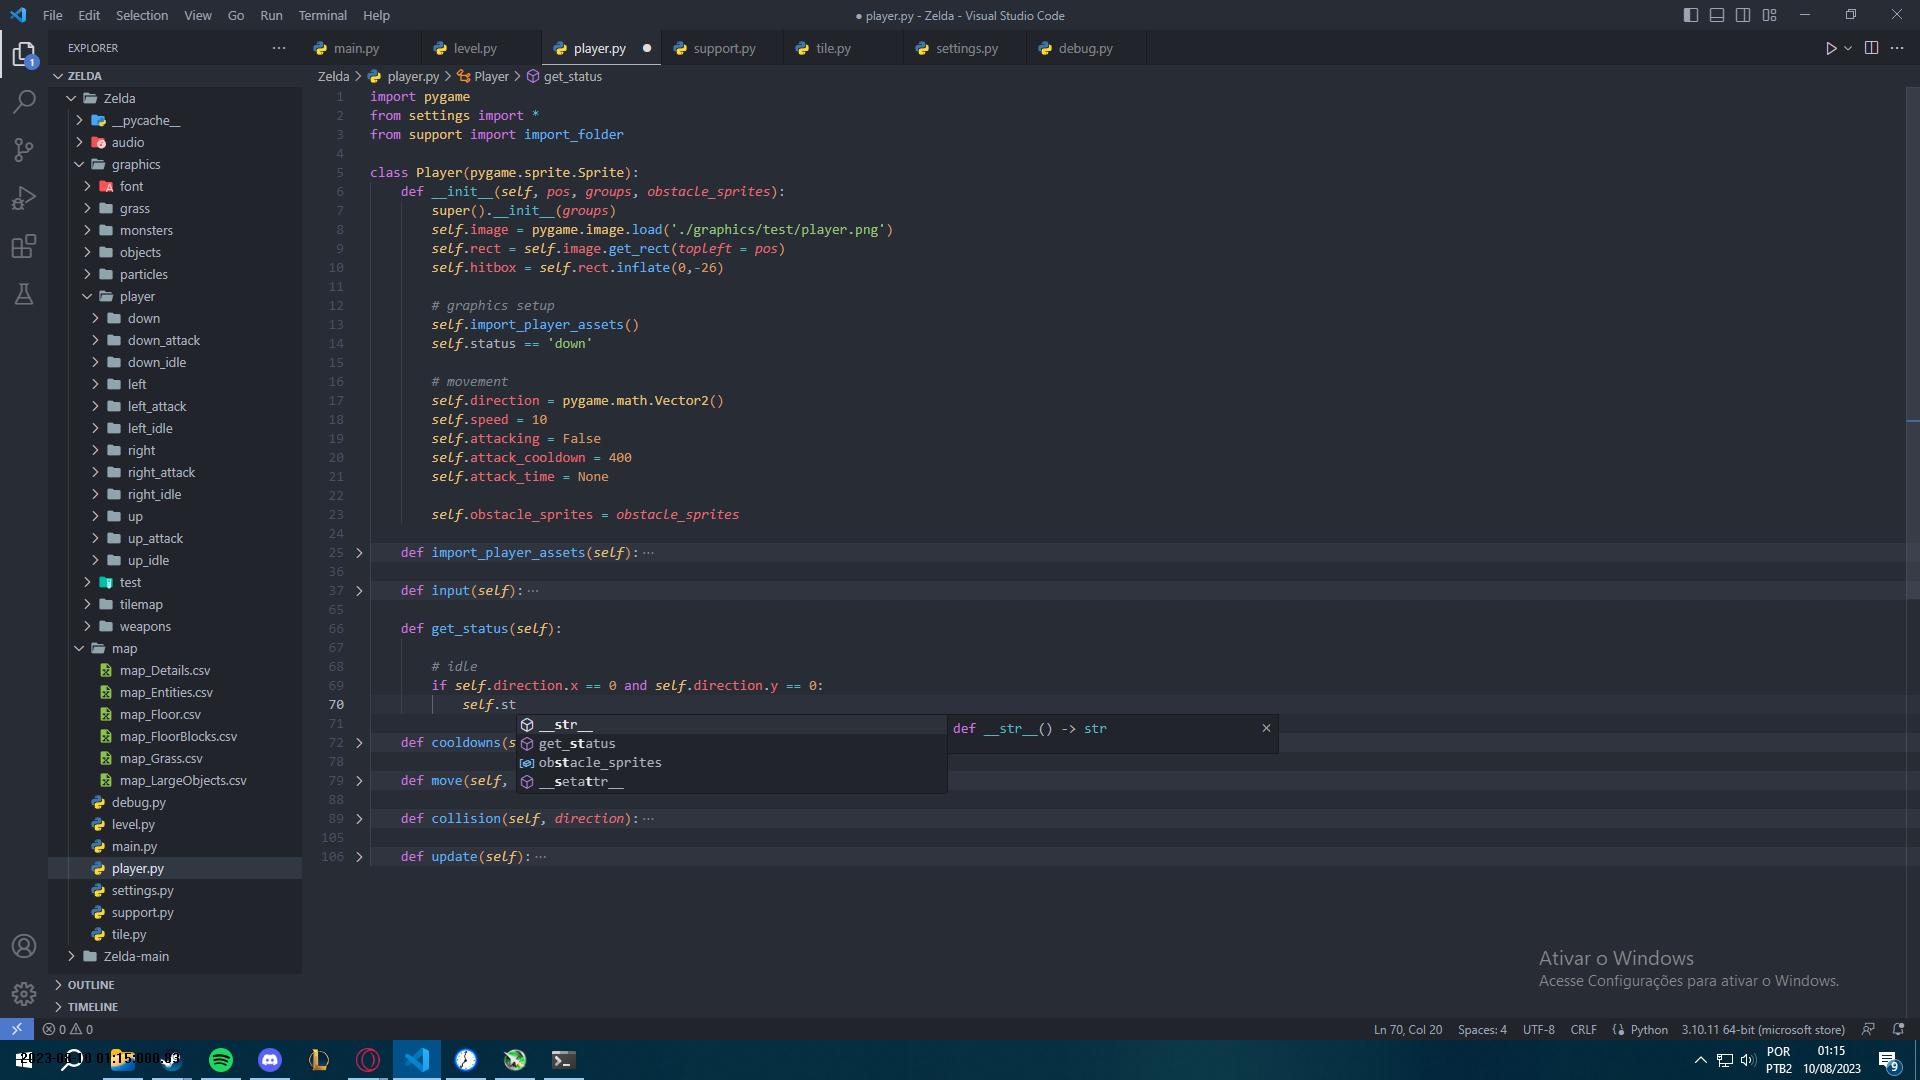 File Edit Selection View Go Run Terminal Help
● player.py - Zelda - Visual Studio Code
EXPLORER
main.py level.py player.py support.py tile.py settings.py debug.py
Zelda > player.py > Player > get_status
ZELDA
Zelda
__pycache__
audio
graphics
font
grass
monsters
objects
particles
player
down
down_attack
down_idle
left
left_attack
left_idle
right
right_attack
right_idle
up
up_attack
up_idle
test
tilemap
weapons
map
map_Details.csv
map_Entities.csv
map_Floor.csv
map_FloorBlocks.csv
map_Grass.csv
map_LargeObjects.csv
debug.py
level.py
main.py
player.py
settings.py
support.py
tile.py
Zelda-main
OUTLINE
TIMELINE
1 import pygame
2 from settings import *
3 from support import import_folder
4
5 class Player(pygame.sprite.Sprite):
6 def __init__(self, pos, groups, obstacle_sprites):
7 super().__init__(groups)
8 self.image = pygame.image.load('./graphics/test/player.png')
9 self.rect = self.image.get_rect(topleft = pos)
10 self.hitbox = self.rect.inflate(0,-26)
11
12 # graphics setup
13 self.import_player_assets()
14 self.status == 'down'
15
16 # movement
17 self.direction = pygame.math.Vector2()
18 self.speed = 10
19 self.attacking = False
20 self.attack_cooldown = 400
21 self.attack_time = None
22
23 self.obstacle_sprites = obstacle_sprites
24
25 def import_player_assets(self): ···
36
37 def input(self): ···
65
66 def get_status(self):
67
68 # idle
69 if self.direction.x == 0 and self.direction.y == 0:
70 self.st
71
72 def cooldowns(s
78
79 def move(self,
88
89 def collision(self, direction): ···
105
106 def update(self): ···
__str__
get_status
obstacle_sprites
__setattr__
def __str__() -> str
Ativar o Windows
Acesse Configurações para ativar o Windows.
0 0
Ln 70, Col 20 Spaces: 4 UTF-8 CRLF Python 3.10.11 64-bit (microsoft store)
1
POR
PTB2
01:15
10/08/2023
9